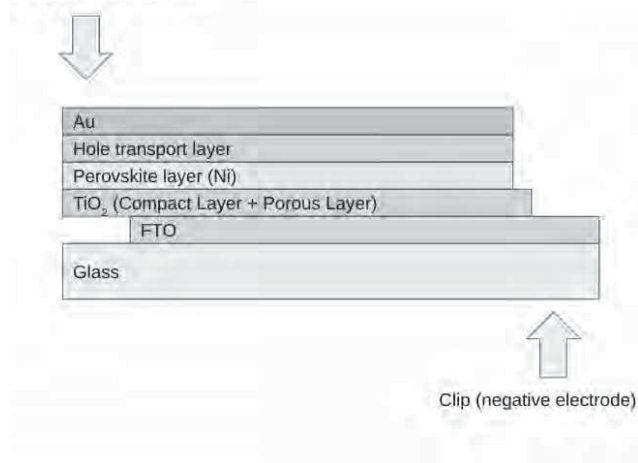 Au
Hole transport layer
Perovskite layer (Ni)
TiO₂ (Compact Layer + Porous Layer)
FTO
Glass
Clip (negative electrode)